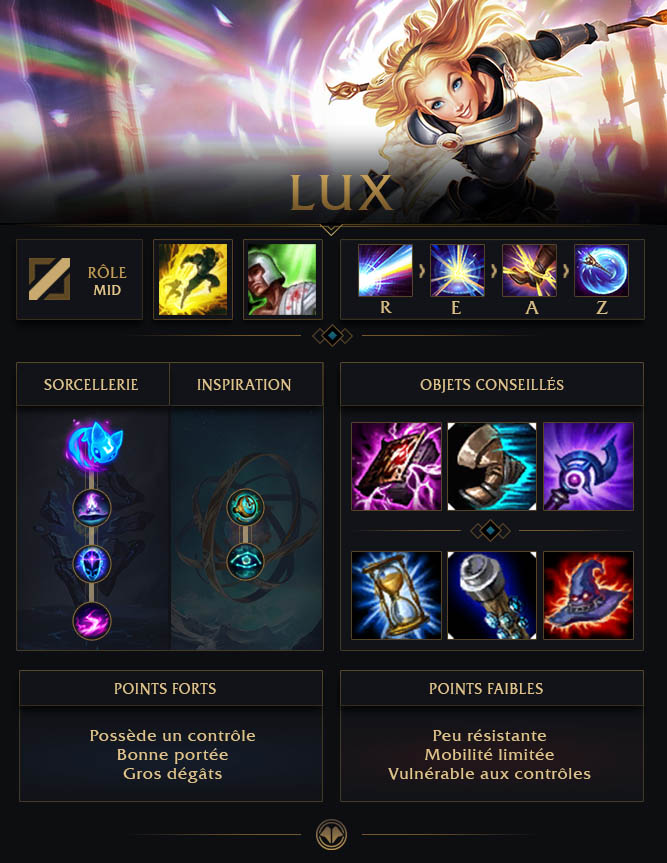 LUX
RÔLE
MID
R
E
A
Z
SORCELLERIE
INSPIRATION
OBJETS CONSEILLÉS
POINTS FORTS
Possède un contrôle
Bonne portée
Gros dégâts
POINTS FAIBLES
Peu résistante
Mobilité limitée
Vulnérable aux contrôles